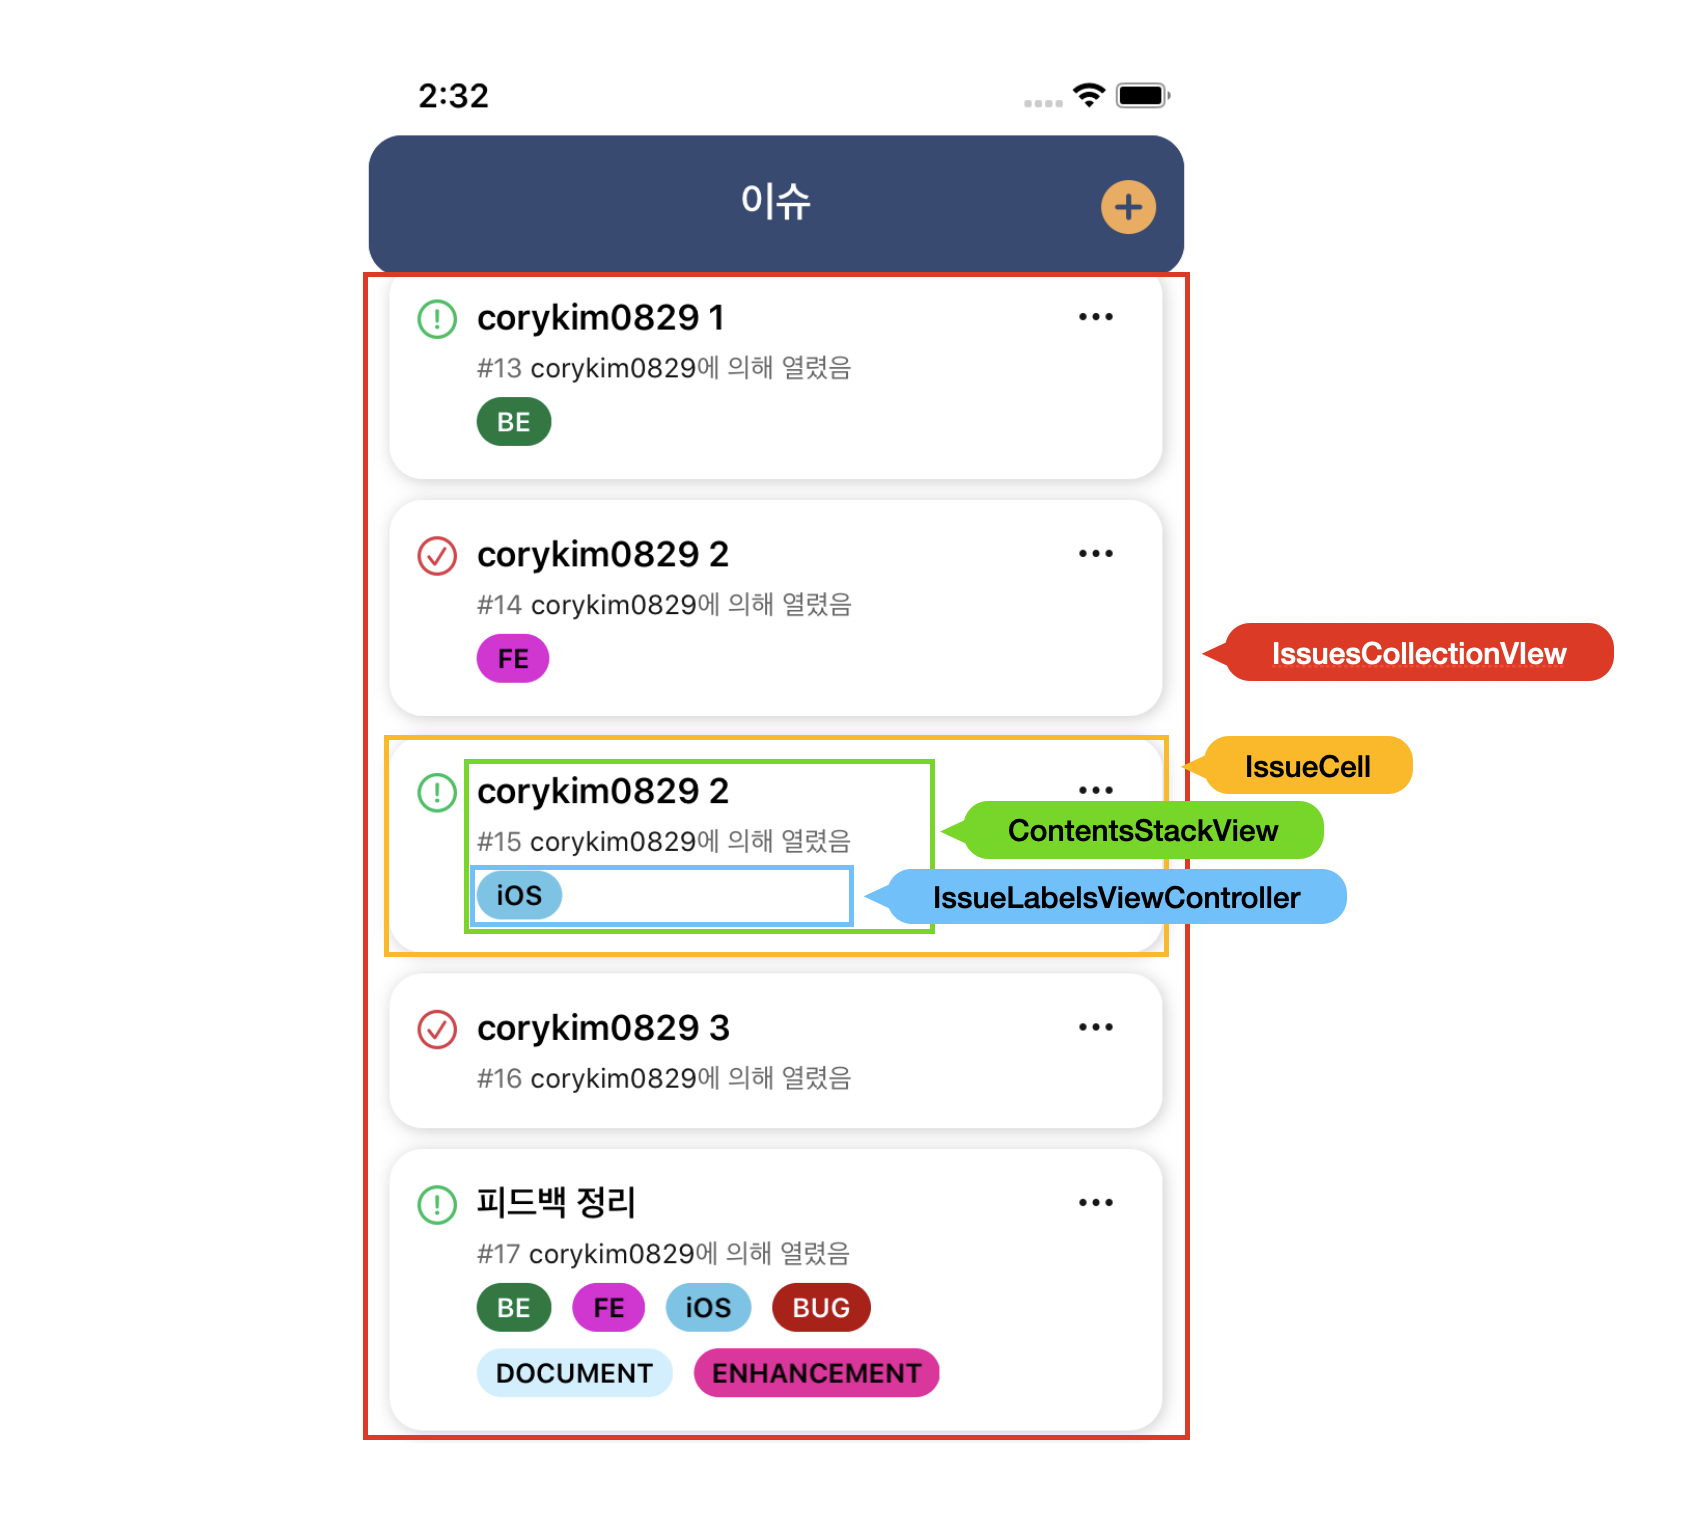 2:32
이슈
corykim0829 1
#13 corykim0829에 의해 열렸음
BE
corykim0829 2
#14 corykim0829에 의해 열렸음
FE
IssuesCollectionVIew
IssueCell
corykim0829 2
ContentsStackView
#15 corykim0829에 의해 열렸음
iOS
IssueLabelsViewController
corykim0829 3
#16 corykim0829에 의해 열렸음
피드백 정리
#17 corykim0829에 의해 열렸음
BE FE iOS BUG
DOCUMENT ENHANCEMENT